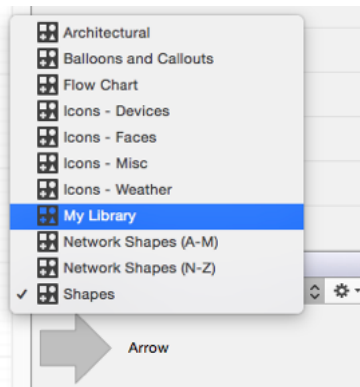 Architectural
Balloons and Callouts
Flow Chart
Icons - Devices
Icons - Faces
Icons - Misc
Icons - Weather
My Library
Network Shapes (A-M)
Network Shapes (N-Z)
✓ Shapes
Arrow